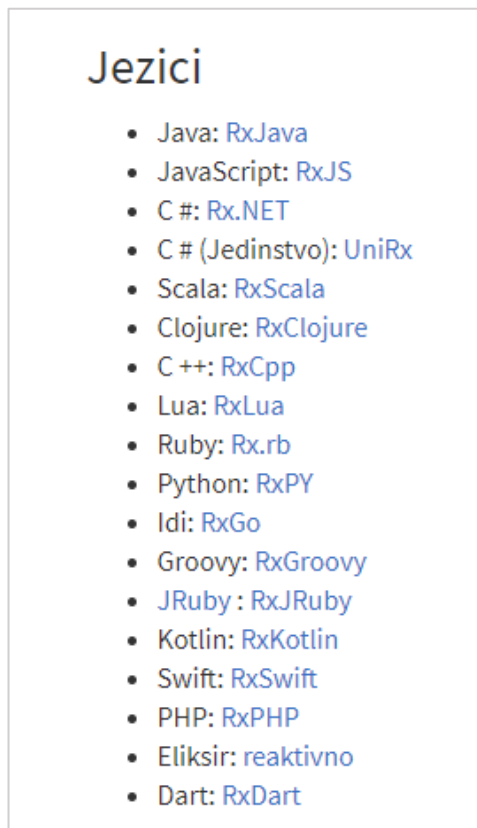 Jezici
• Java: RxJava
• JavaScript: RxJS
• C #: Rx.NET
• C # (Jedinstvo): UniRx
• Scala: RxScala
• Clojure: RxClojure
• C ++: RxCpp
• Lua: RxLua
• Ruby: Rx.rb
• Python: RxPY
• Idi: RxGo
• Groovy: RxGroovy
• JRuby : RxJRuby
• Kotlin: RxKotlin
• Swift: RxSwift
• PHP: RxPHP
• Eliksir: reaktivno
• Dart: RxDart